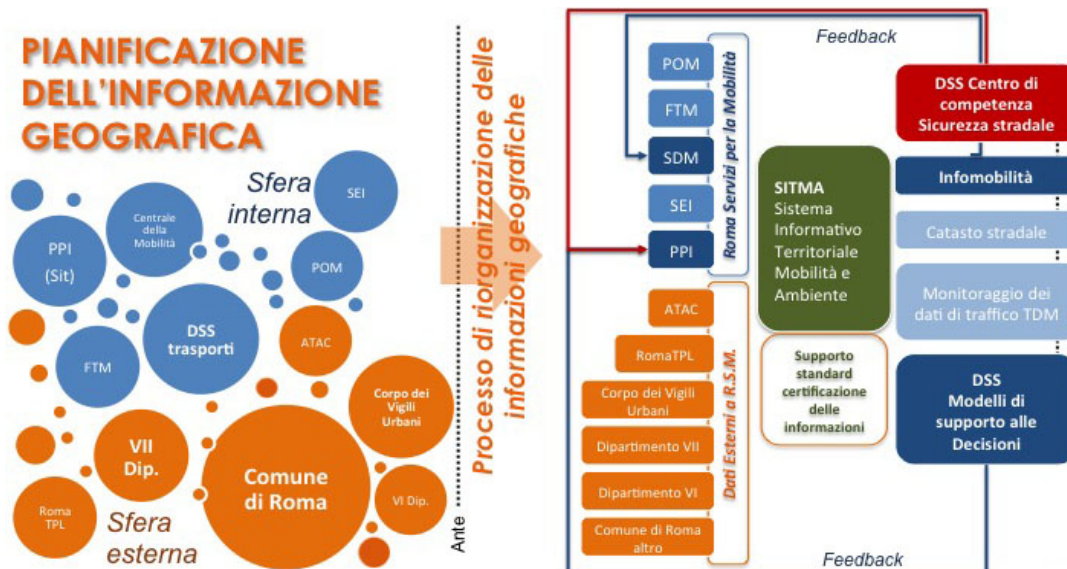 PIANIFICAZIONE
DELL'INFORMAZIONE
GEOGRAFICA
Sfera
interna
SEI
Centrale
della
Mobilità
PPI
(Sit)
POM
DSS
trasporti
ATAC
FTM
Corpo dei
Vigili
Urbani
VII
Dip.
Comune
di Roma
Roma
TPL
VI Dip.
Sfera
esterna
Ante
Processo di riorganizzazione delle
informazioni geografiche
Feedback
POM
FTM
SDM
SEI
PPI
Roma Servizi per la Mobilità
ATAC
RomaTPL
Corpo dei Vigili
Urbani
Dipartimento VII
Dipartimento VI
Comune di Roma
altro
Dati Esterni a R.S.M.
SITMA
Sistema
Informativo
Territoriale
Mobilità e
Ambiente
Supporto
standard
certificazione
delle
informazioni
DSS Centro di
competenza
Sicurezza stradale
Infomobilità
Catasto stradale
Monitoraggio dei
dati di traffico TDM
DSS
Modelli di
supporto alle
Decisioni
Feedback